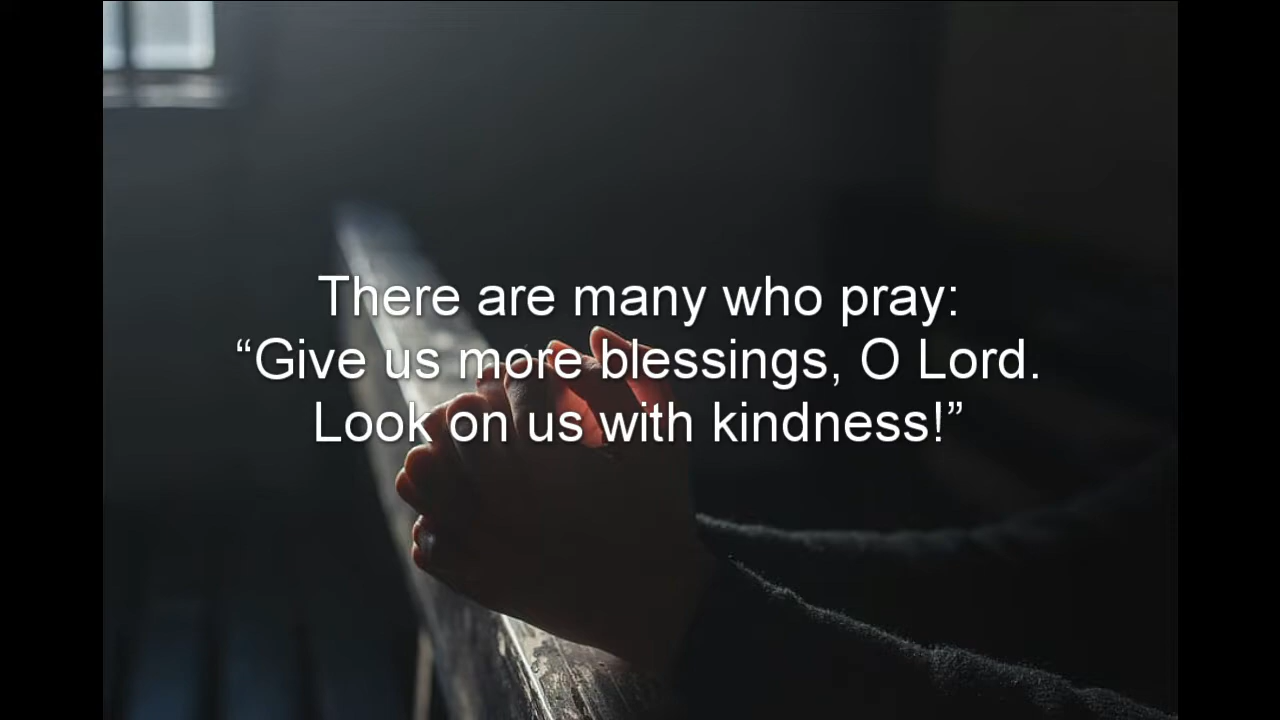 There are many who pray:
“Give us more blessings, O Lord.
Look on us with kindness!”